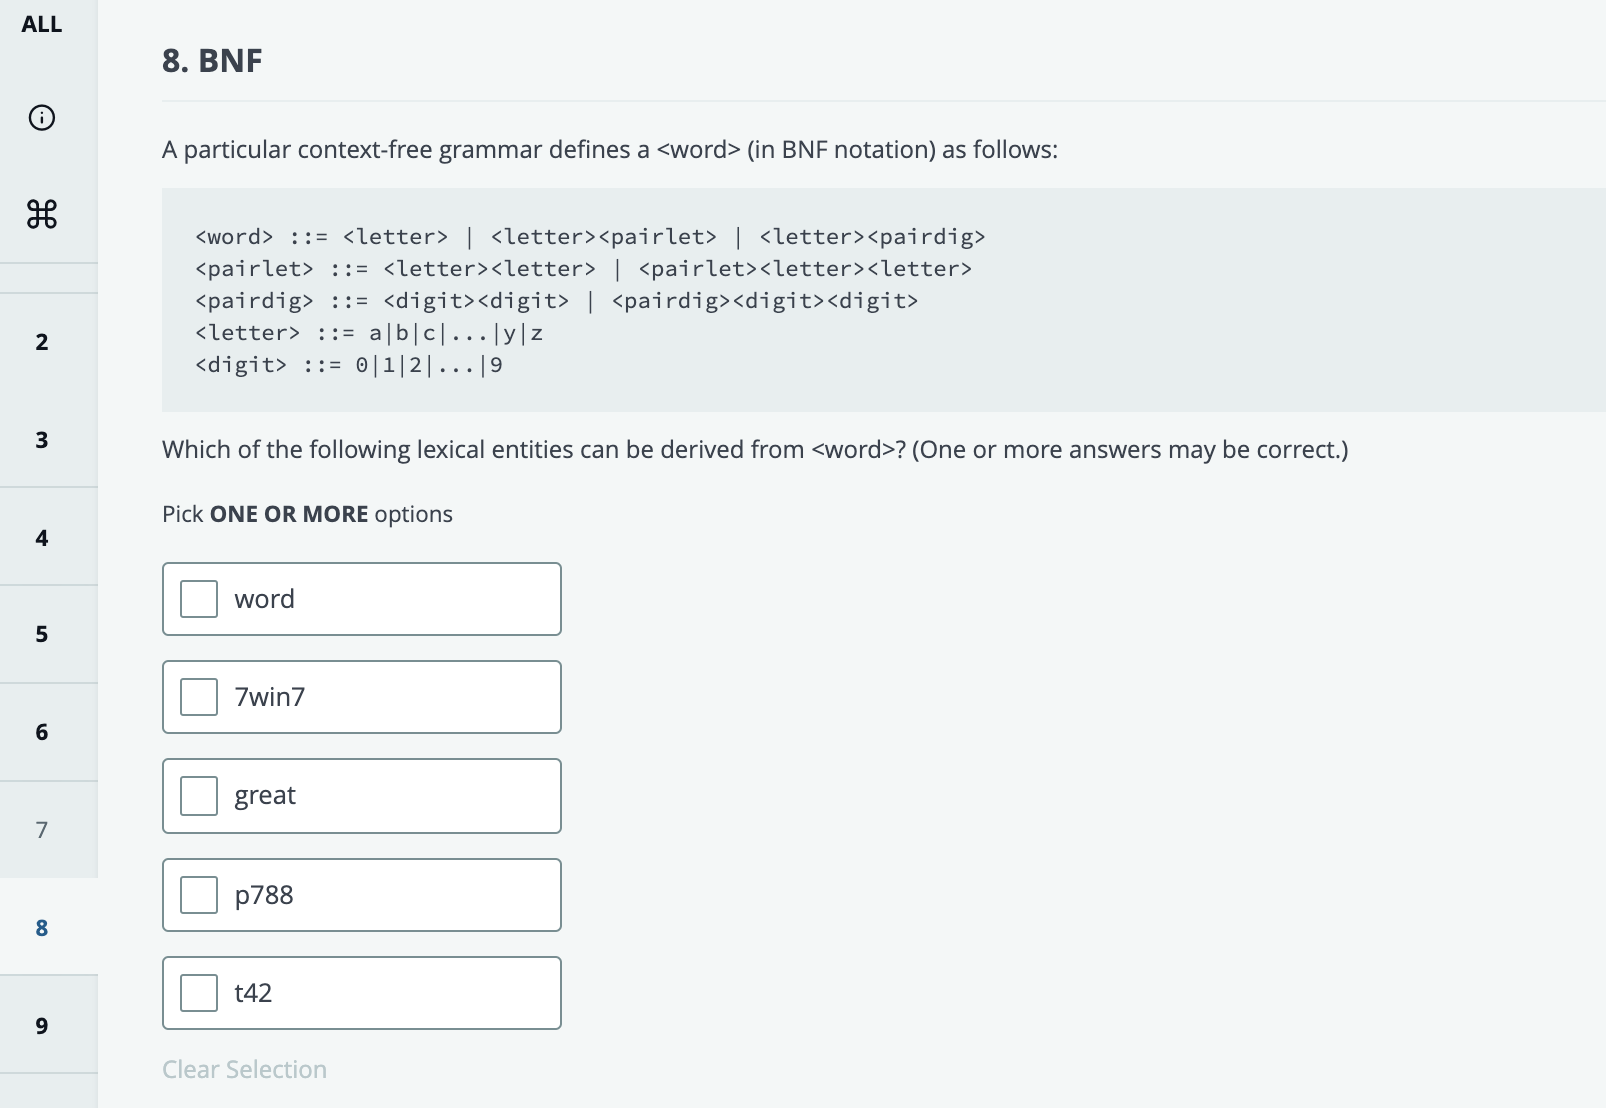 ALL
2
3
4
5
6
7
8
9
8. BNF
A particular context-free grammar defines a <word> (in BNF notation) as follows:
<word> ::= <letter> | <letter><pairlet> | <letter><pairdig>
<pairlet> ::= <letter><letter> | <pairlet><letter><letter>
<pairdig> ::= <digit><digit> | <pairdig><digit><digit>
<letter> ::= a|b|c|...|y|z
<digit> ::= 0|1|2|...|9
Which of the following lexical entities can be derived from <word>? (One or more answers may be correct.)
Pick ONE OR MORE options
word
7win7
great
p788
t42
Clear Selection